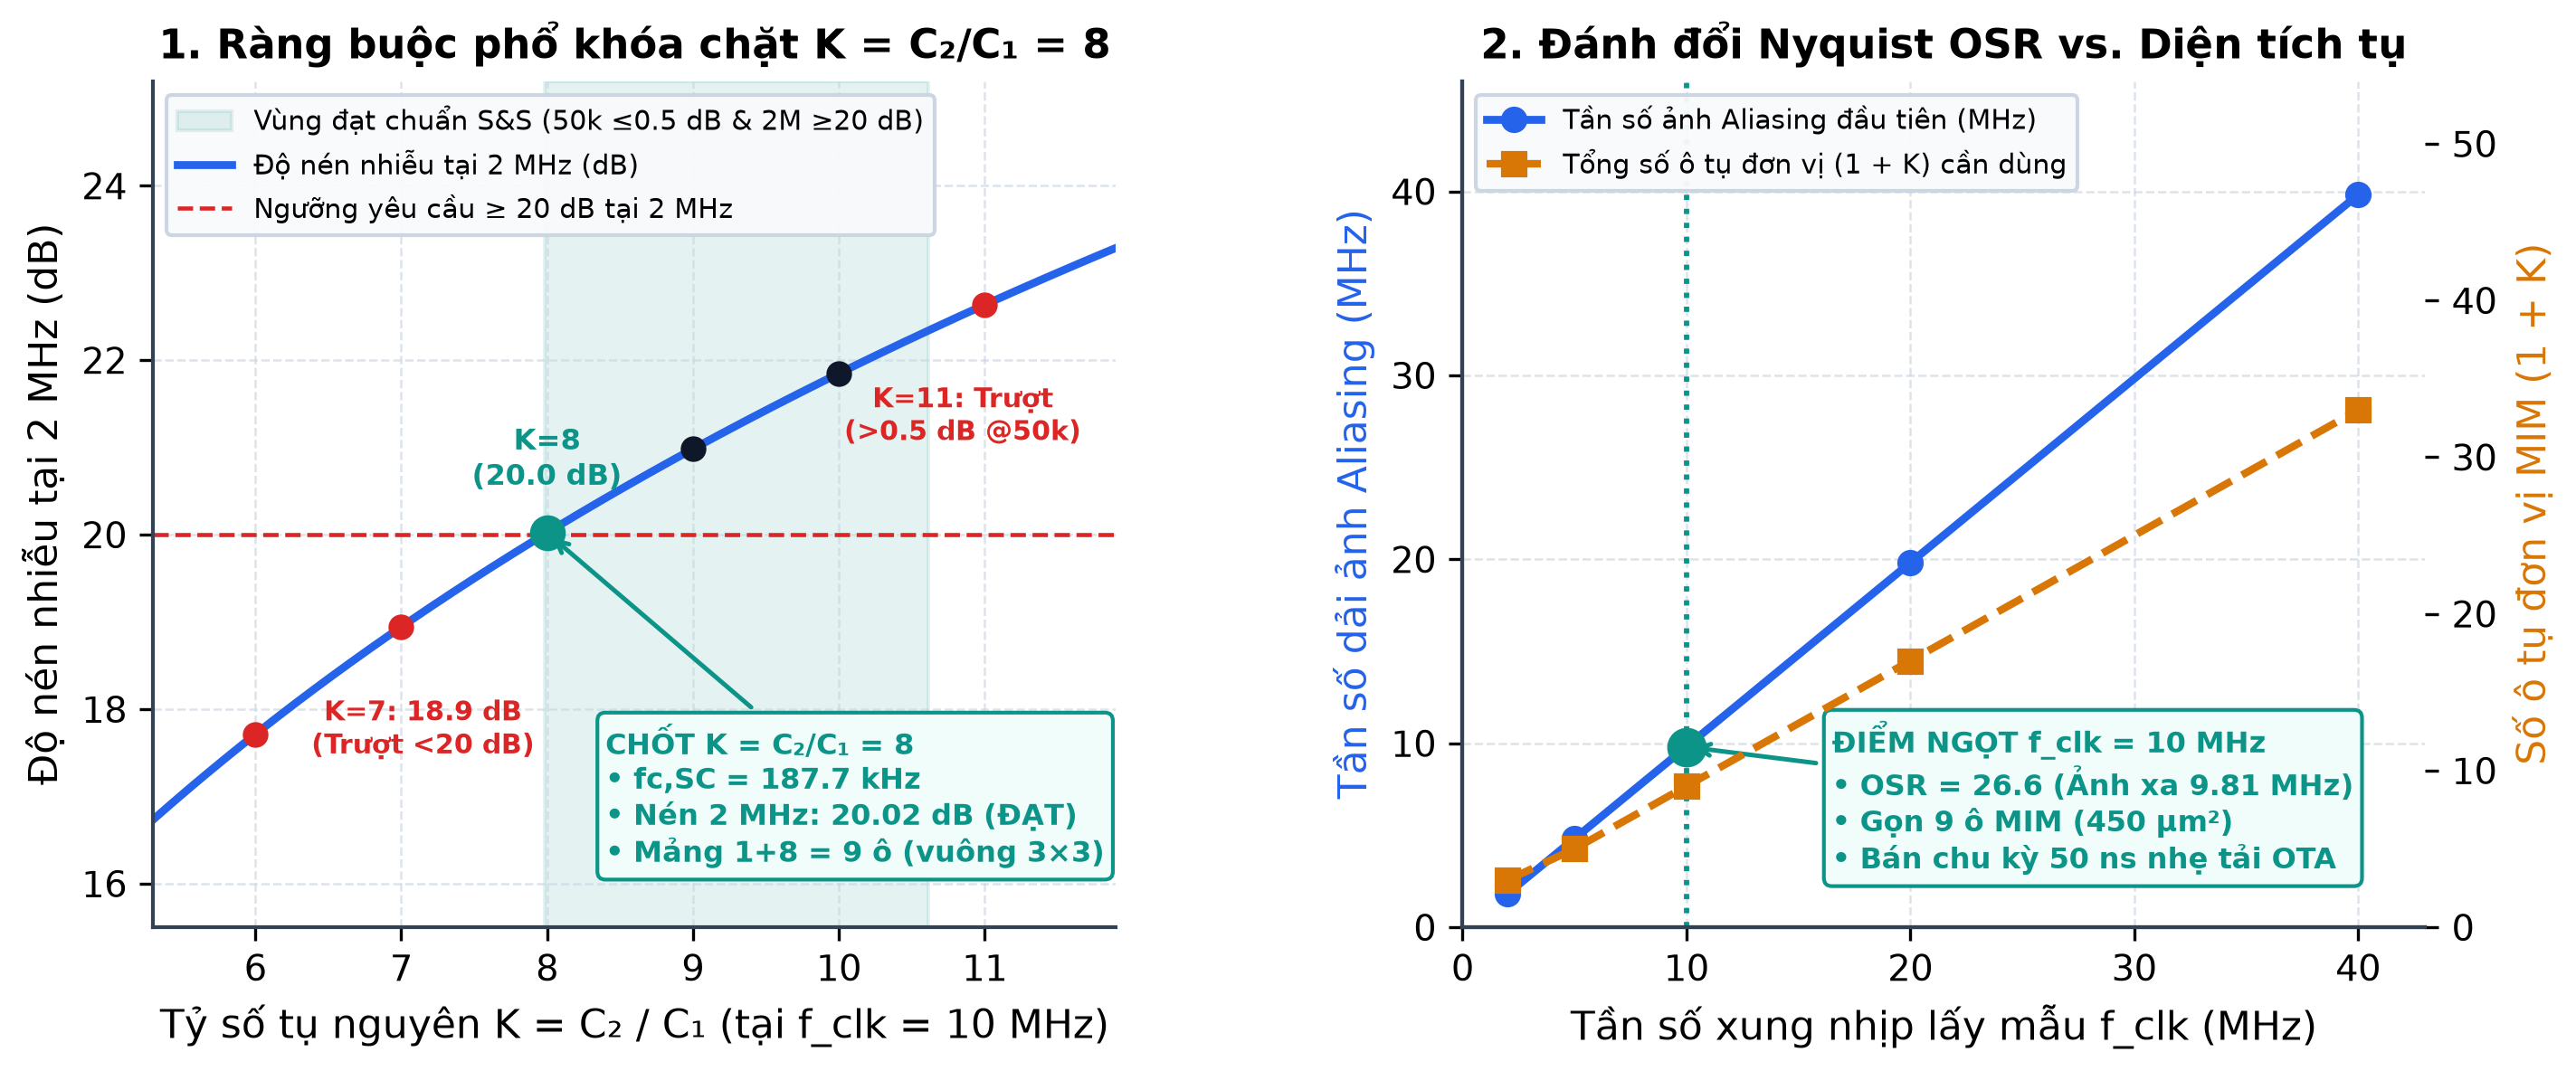 1. Ràng buộc phổ khóa chặt K = C₂/C₁ = 8
Vùng đạt chuẩn S&S (50k ≤0.5 dB & 2M ≥20 dB)
Độ nén nhiễu tại 2 MHz (dB)
Ngưỡng yêu cầu ≥ 20 dB tại 2 MHz
Độ nén nhiễu tại 2 MHz (dB)
24
22
20
18
16
K=11: Trượt
(>0.5 dB @50k)
K=8
(20.0 dB)
K=7: 18.9 dB
(Trượt <20 dB)
CHỐT K = C₂/C₁ = 8
• fc,SC = 187.7 kHz
• Nén 2 MHz: 20.02 dB (ĐẠT)
• Mảng 1+8 = 9 ô (vuông 3×3)
6 7 8 9 10 11
Tỷ số tụ nguyên K = C₂ / C₁ (tại f_clk = 10 MHz)
2. Đánh đổi Nyquist OSR vs. Diện tích tụ
Tần số ảnh Aliasing đầu tiên (MHz)
Tổng số ô tụ đơn vị (1 + K) cần dùng
Tần số dải ảnh Aliasing (MHz)
40
30
20
10
0
ĐIỂM NGỌT f_clk = 10 MHz
• OSR = 26.6 (Ảnh xa 9.81 MHz)
• Gọn 9 ô MIM (450 μm²)
• Bán chu kỳ 50 ns nhẹ tải OTA
50
40
30
20
10
0
Số ô tụ đơn vị MIM (1 + K)
0 10 20 30 40
Tần số xung nhịp lấy mẫu f_clk (MHz)